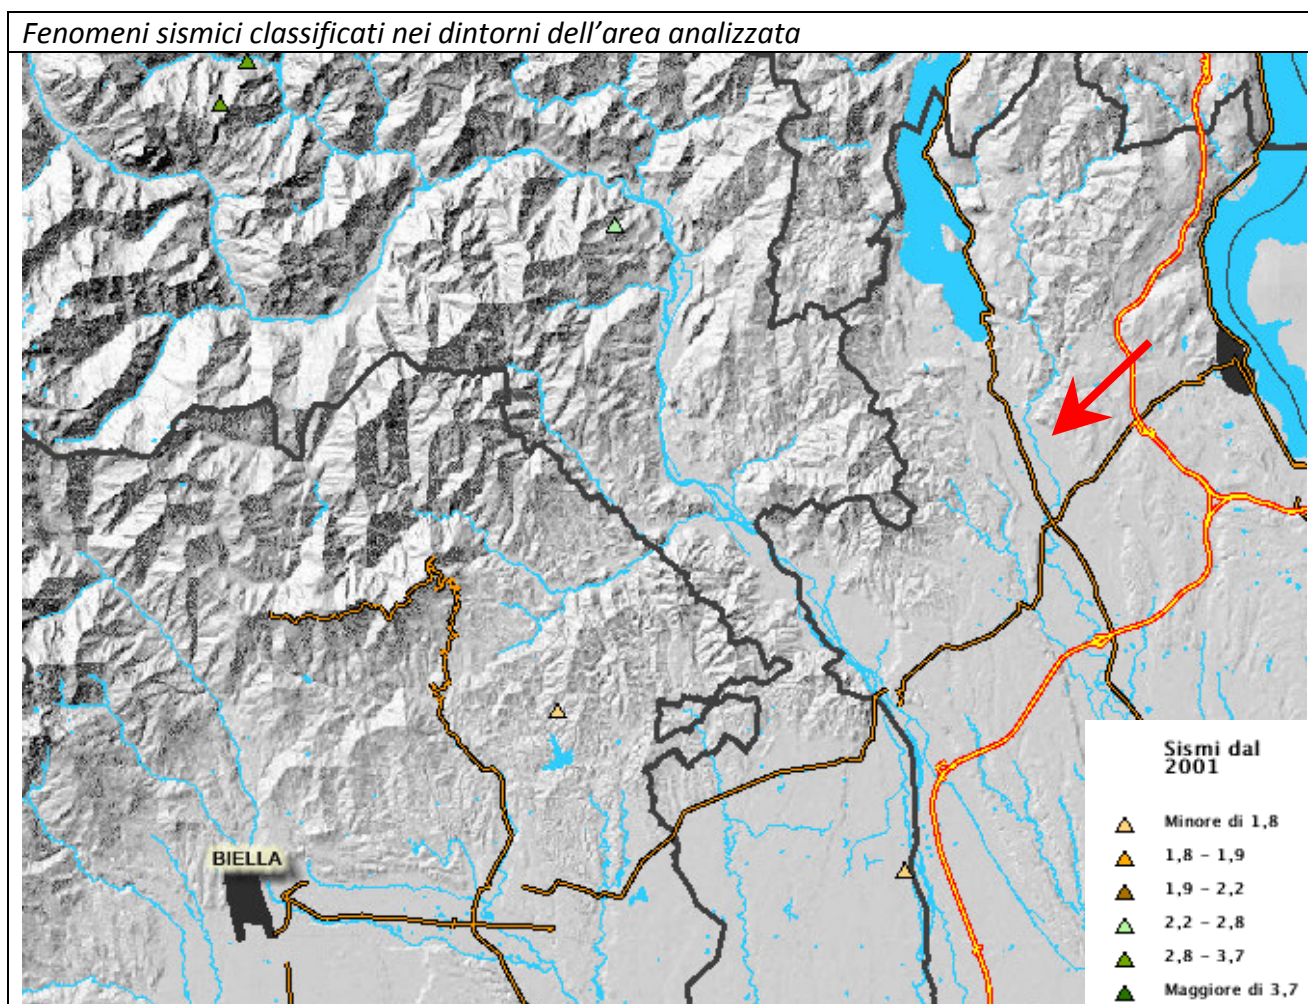 Fenomeni sismici classificati nei dintorni dell’area analizzata
BIELLA
Sismi dal
2001
Minore di 1,8
1,8 - 1,9
1,9 - 2,2
2,2 - 2,8
2,8 - 3,7
Maggiore di 3,7